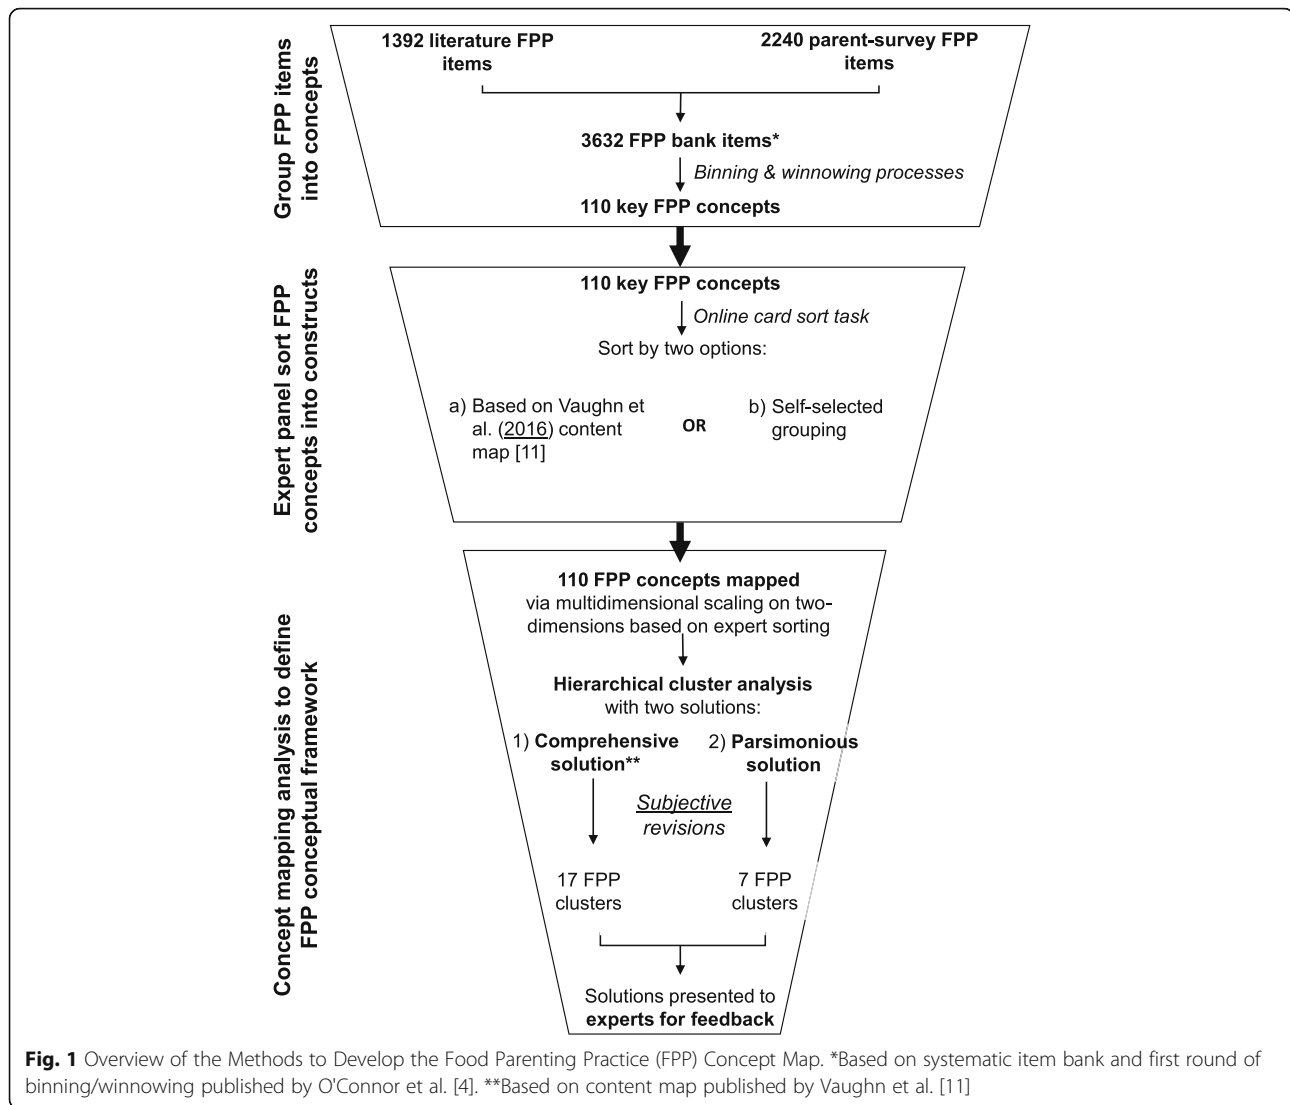 Group FPP items
into concepts
1392 literature FPP
items
2240 parent-survey FPP
items
3632 FPP bank items*
Binning & winnowing processes
110 key FPP concepts
Expert panel sort FPP
concepts into constructs
110 key FPP concepts
Online card sort task
Sort by two options:
a) Based on Vaughn et
al. (2016) content
map [11]
OR
b) Self-selected
grouping
Concept mapping analysis to define
FPP conceptual framework
110 FPP concepts mapped
via multidimensional scaling on two-
dimensions based on expert sorting
Hierarchical cluster analysis
with two solutions:
1) Comprehensive
solution**
2) Parsimonious
solution
Subjective
revisions
17 FPP
clusters
7 FPP
clusters
Solutions presented to
experts for feedback
Fig. 1 Overview of the Methods to Develop the Food Parenting Practice (FPP) Concept Map. *Based on systematic item bank and first round of
binning/winnowing published by O'Connor et al. [4]. **Based on content map published by Vaughn et al. [11]